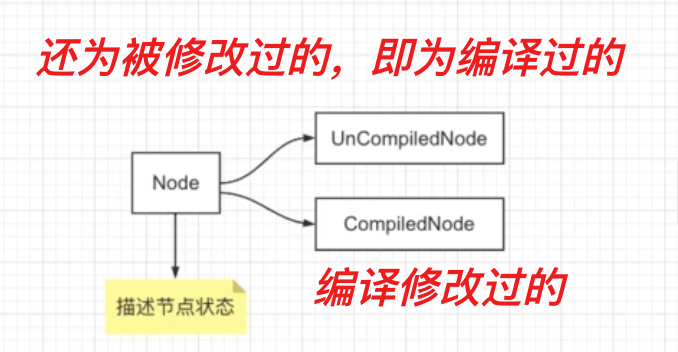 还为被修改过的，即为编译过的
UnCompiledNode
Node
CompiledNode
描述节点状态
编译修改过的